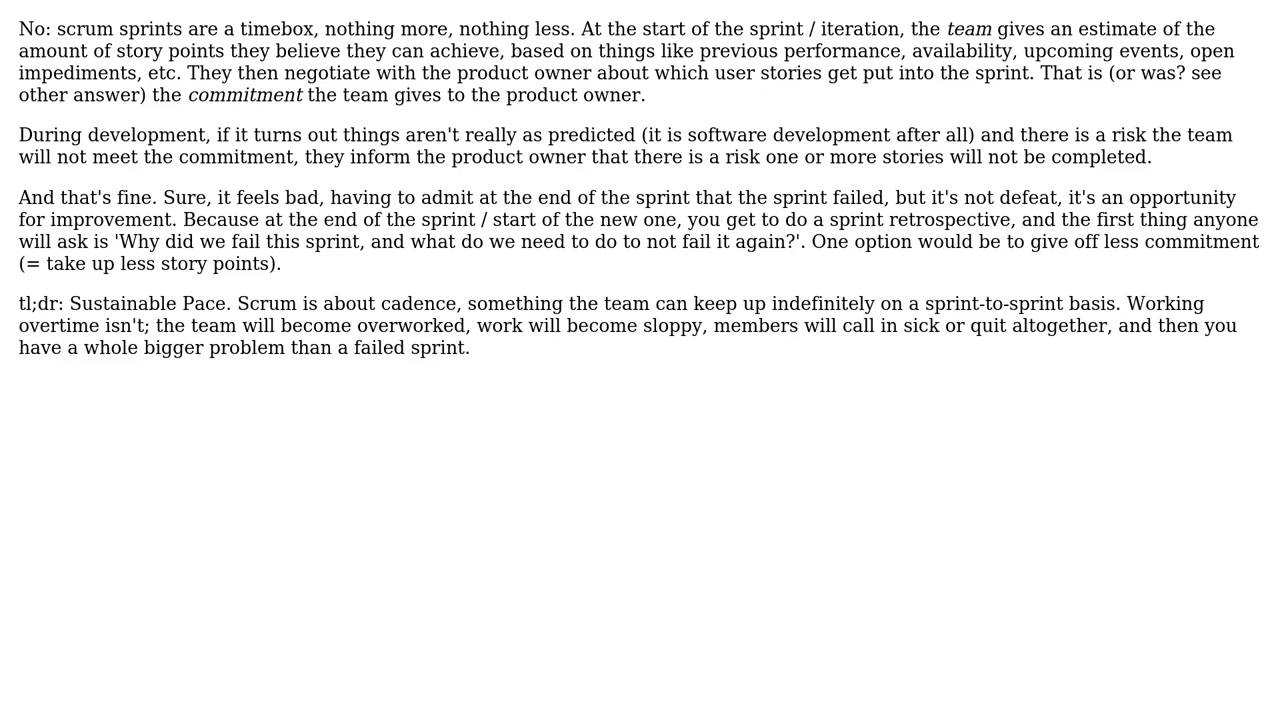 No: scrum sprints are a timebox, nothing more, nothing less. At the start of the sprint / iteration, the team gives an estimate of the
amount of story points they believe they can achieve, based on things like previous performance, availability, upcoming events, open
impediments, etc. They then negotiate with the product owner about which user stories get put into the sprint. That is (or was? see
other answer) the commitment the team gives to the product owner.
During development, if it turns out things aren't really as predicted (it is software development after all) and there is a risk the team
will not meet the commitment, they inform the product owner that there is a risk one or more stories will not be completed.
And that's fine. Sure, it feels bad, having to admit at the end of the sprint that the sprint failed, but it's not defeat, it's an opportunity
for improvement. Because at the end of the sprint / start of the new one, you get to do a sprint retrospective, and the first thing anyone
will ask is 'Why did we fail this sprint, and what do we need to do to not fail it again?'. One option would be to give off less commitment
(= take up less story points).
tl;dr: Sustainable Pace. Scrum is about cadence, something the team can keep up indefinitely on a sprint-to-sprint basis. Working
overtime isn't; the team will become overworked, work will become sloppy, members will call in sick or quit altogether, and then you
have a whole bigger problem than a failed sprint.